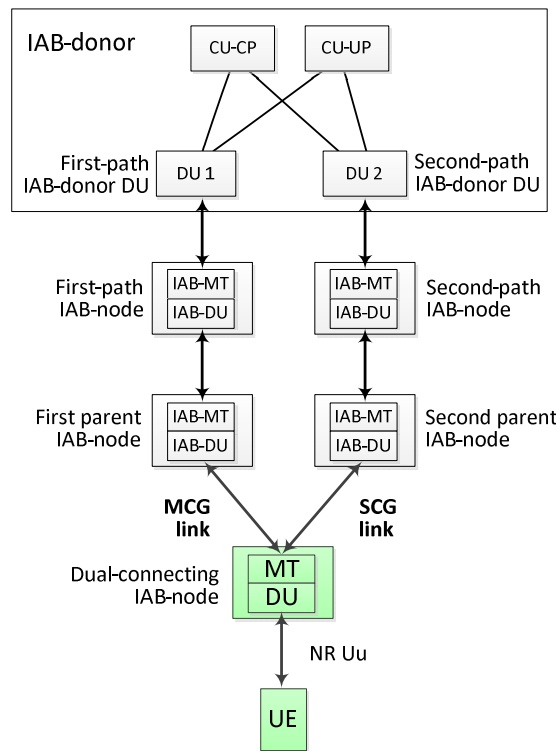 IAB-donor
CU-CP
CU-UP
First-path
IAB-donor DU
DU 1
DU 2
Second-path
IAB-donor DU
First-path
IAB-node
IAB-MT
IAB-DU
IAB-MT
IAB-DU
Second-path
IAB-node
First parent
IAB-node
IAB-MT
IAB-DU
IAB-MT
IAB-DU
Second parent
IAB-node
MCG
link
SCG
link
Dual-connecting
IAB-node
MT
DU
NR Uu
UE